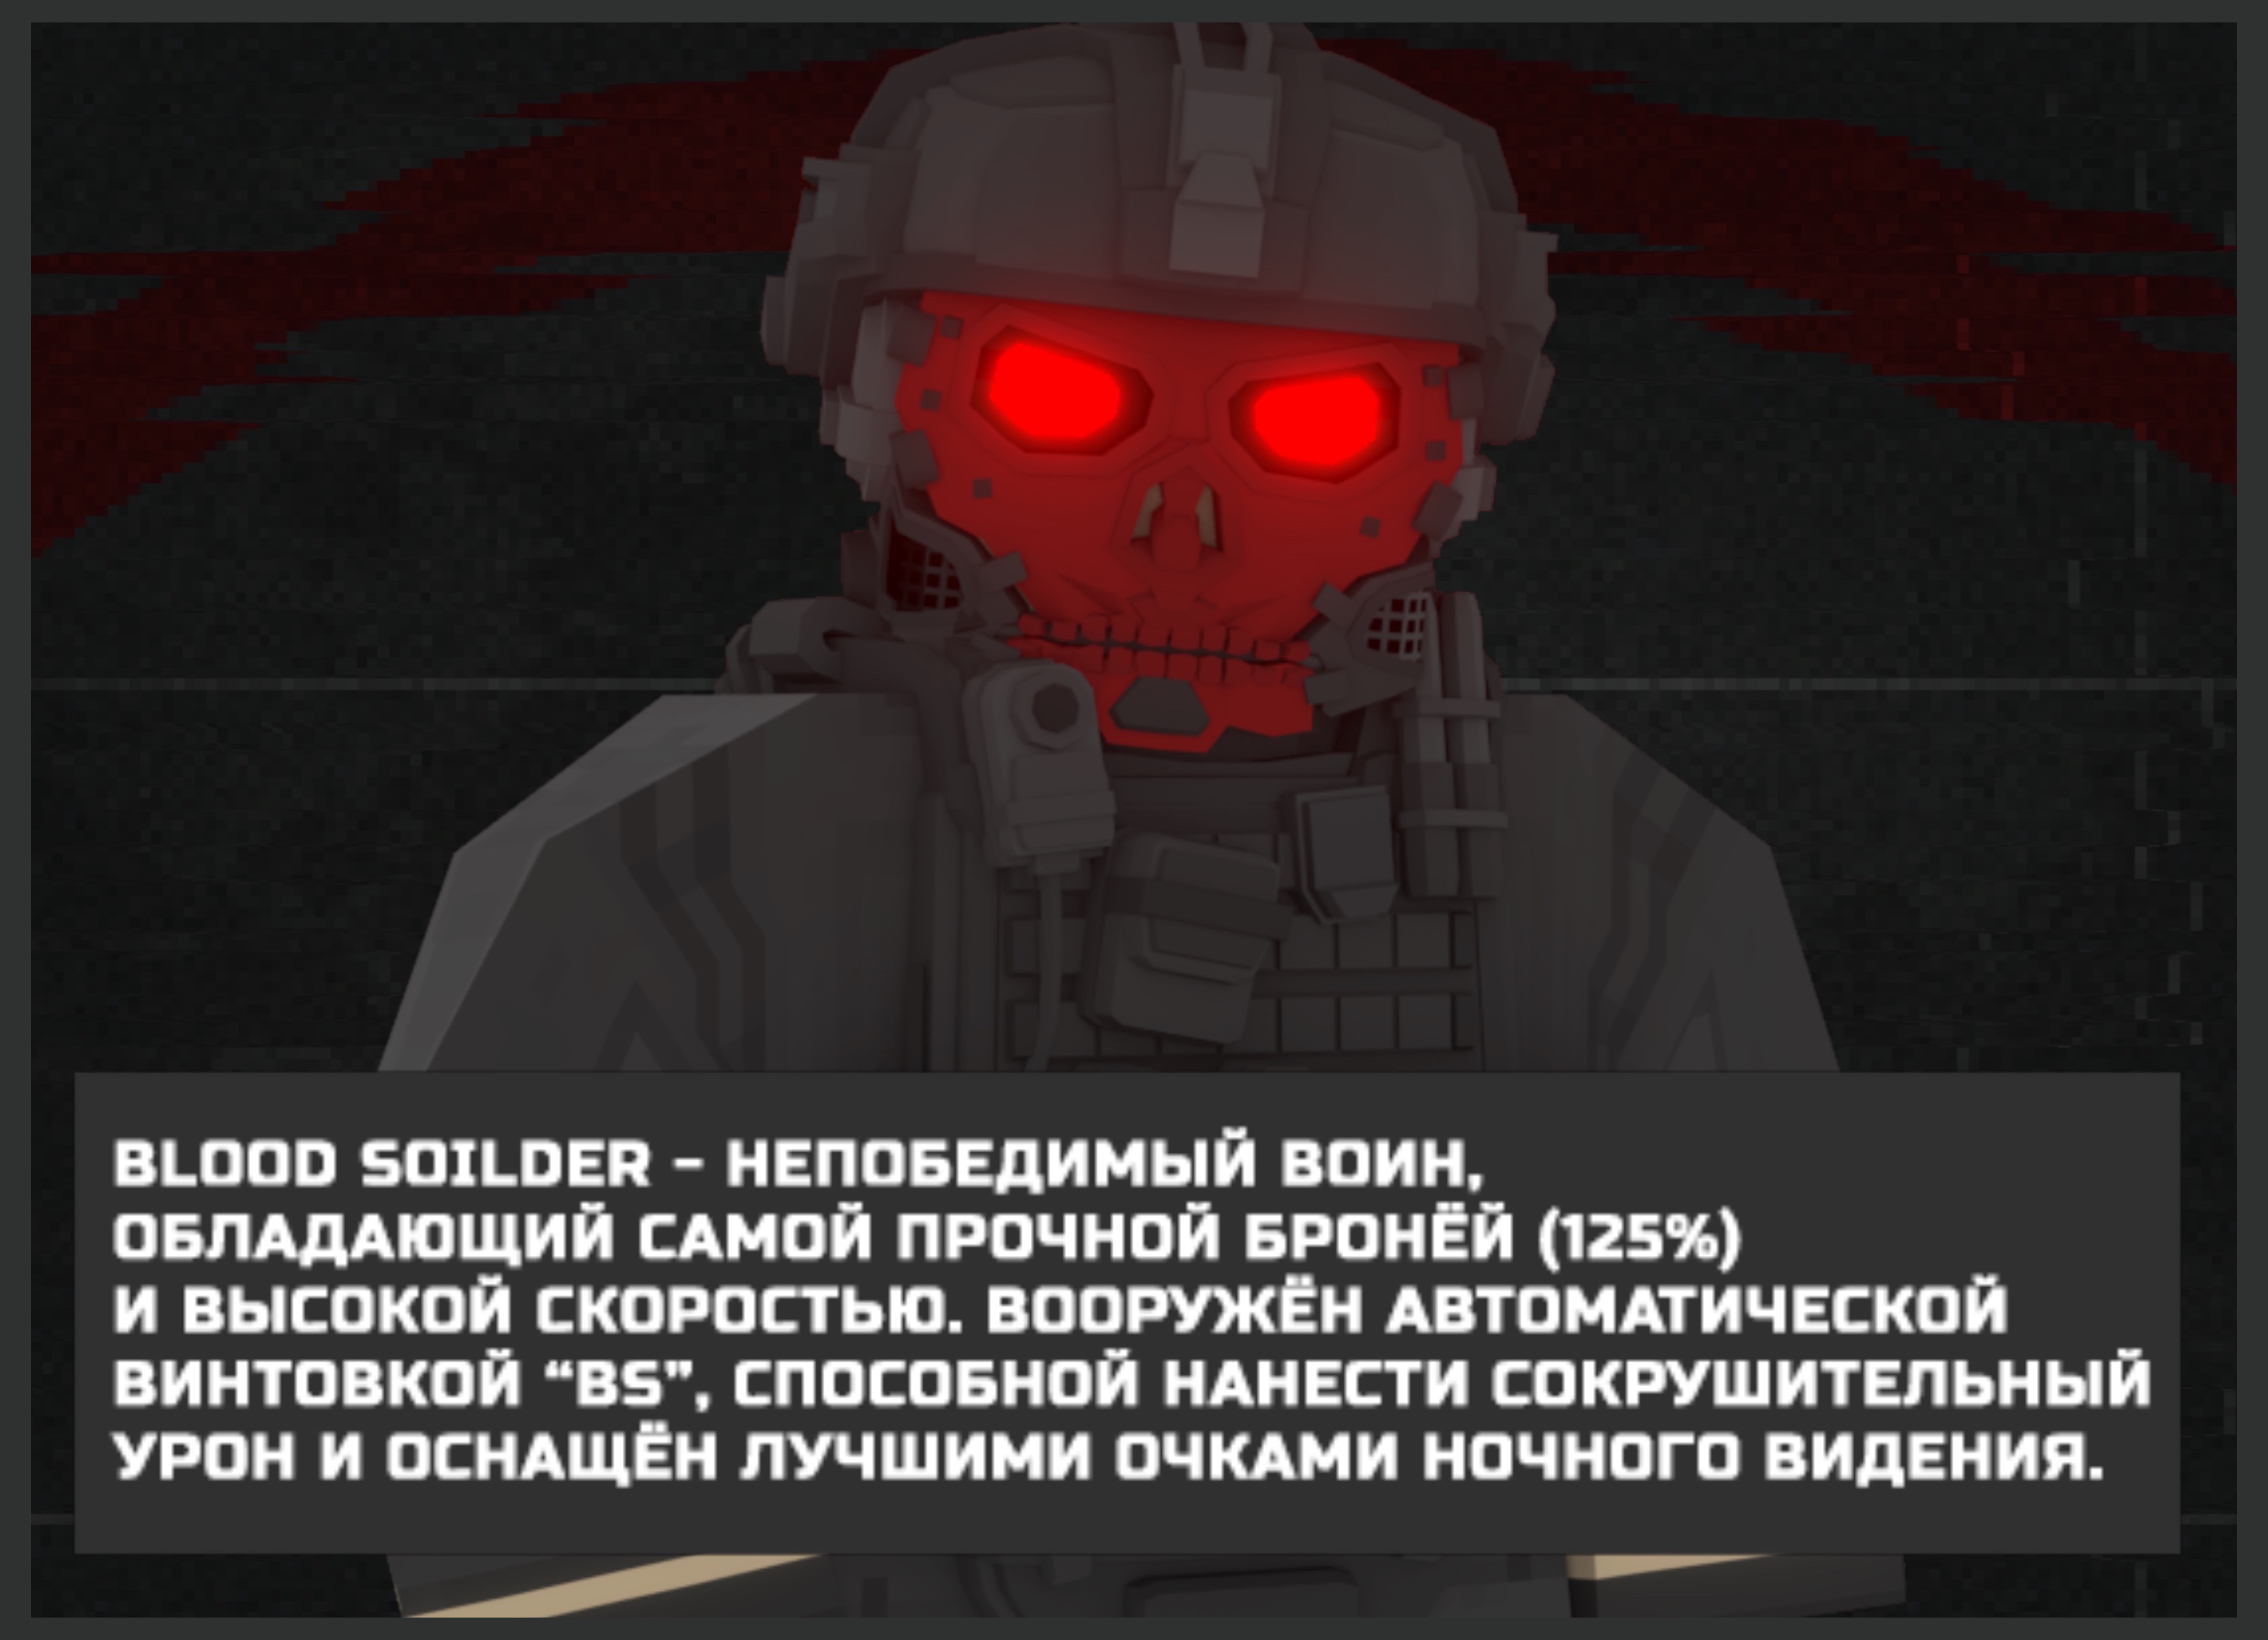 BLOOD SOILDER – НЕПОБЕДИМЫЙ ВОИН,
ОБЛАДАЮЩИЙ САМОЙ ПРОЧНОЙ БРОНЁЙ (125%)
И ВЫСОКОЙ СКОРОСТЬЮ. ВООРУЖЁН АВТОМАТИЧЕСКОЙ
ВИНТОВКОЙ “BS”, СПОСОБНОЙ НАНЕСТИ СОКРУШИТЕЛЬНЫЙ
УРОН И ОСНАЩЁН ЛУЧШИМИ ОЧКАМИ НОЧНОГО ВИДЕНИЯ.